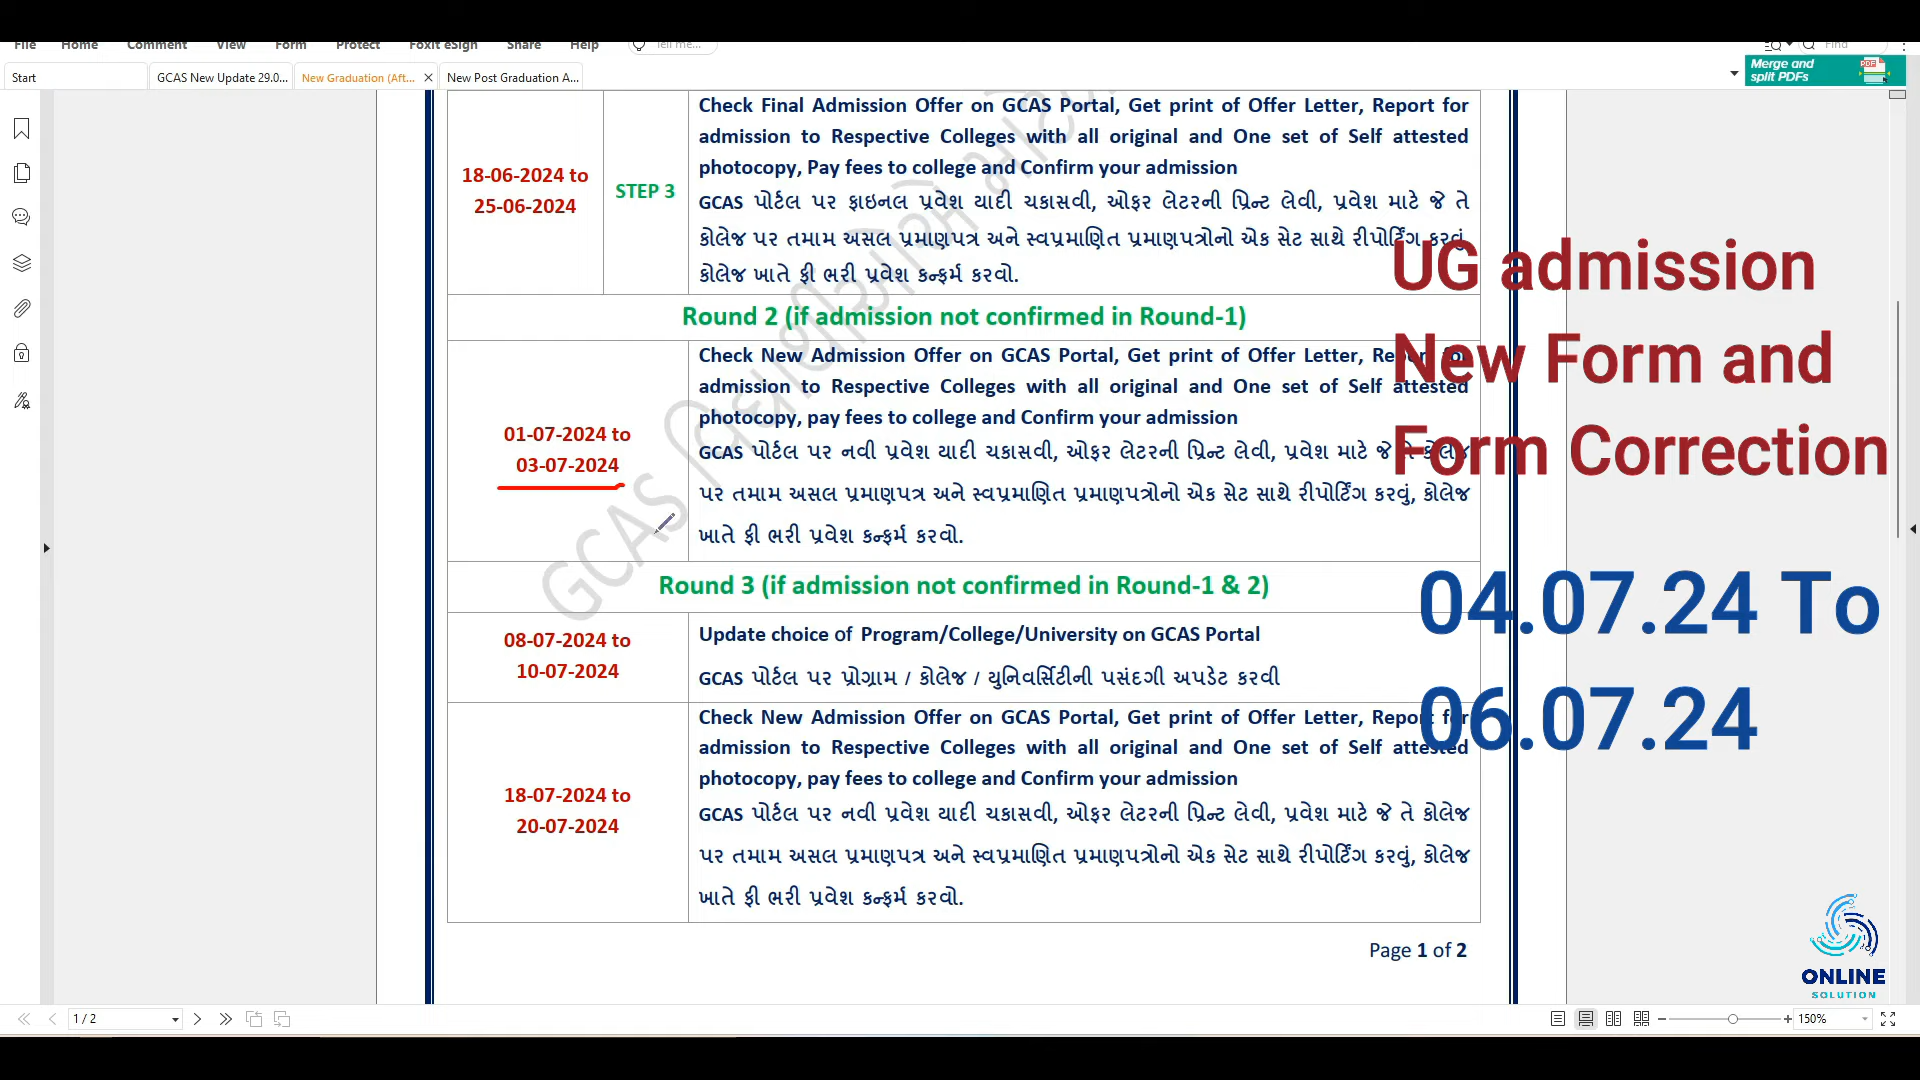 File Home Comment View Form Protect Foxit eSign Share Help Tell me... Find
Start GCAS New Update 29.0... New Graduation (Aft... New Post Graduation A...
Merge and
split PDFs
Check Final Admission Offer on GCAS Portal, Get print of Offer Letter, Report for
admission to Respective Colleges with all original and One set of Self attested
photocopy, Pay fees to college and Confirm your admission
18-06-2024 to
25-06-2024
STEP 3
GCAS પોર્ટલ પર ફાઇનલ પ્રવેશ યાદી ચકાસવી, ઓફર લેટરની પ્રિન્ટ લેવી, પ્રવેશ માટે જે તે
કોલેજ પર તમામ અસલ પ્રમાણપત્ર અને સ્વપ્રમાણિત પ્રમાણપત્રોનો એક સેટ સાથે રીપોર્ટિંગ કરવું,
કોલેજ ખાતે ફી ભરી પ્રવેશ કન્ફર્મ કરવો.
Round 2 (if admission not confirmed in Round-1)
01-07-2024 to
03-07-2024
Check New Admission Offer on GCAS Portal, Get print of Offer Letter, Report for
admission to Respective Colleges with all original and One set of Self attested
photocopy, pay fees to college and Confirm your admission
GCAS પોર્ટલ પર નવી પ્રવેશ યાદી ચકાસવી, ઓફર લેટરની પ્રિન્ટ લેવી, પ્રવેશ માટે જે તે કોલેજ
પર તમામ અસલ પ્રમાણપત્ર અને સ્વપ્રમાણિત પ્રમાણપત્રોનો એક સેટ સાથે રીપોર્ટિંગ કરવું, કોલેજ
ખાતે ફી ભરી પ્રવેશ કન્ફર્મ કરવો.
Round 3 (if admission not confirmed in Round-1 & 2)
08-07-2024 to
10-07-2024
Update choice of Program/College/University on GCAS Portal
GCAS પોર્ટલ પર પ્રોગ્રામ / કોલેજ / યુનિવર્સિટીની પસંદગી અપડેટ કરવી
18-07-2024 to
20-07-2024
Check New Admission Offer on GCAS Portal, Get print of Offer Letter, Report for
admission to Respective Colleges with all original and One set of Self attested
photocopy, pay fees to college and Confirm your admission
GCAS પોર્ટલ પર નવી પ્રવેશ યાદી ચકાસવી, ઓફર લેટરની પ્રિન્ટ લેવી, પ્રવેશ માટે જે તે કોલેજ
પર તમામ અસલ પ્રમાણપત્ર અને સ્વપ્રમાણિત પ્રમાણપત્રોનો એક સેટ સાથે રીપોર્ટિંગ કરવું, કોલેજ
ખાતે ફી ભરી પ્રવેશ કન્ફર્મ કરવો.
Page 1 of 2
GCAS
UG admission
New Form and
Form Correction
04.07.24 To
06.07.24
ONLINE
SOLUTION
1 / 2
150%